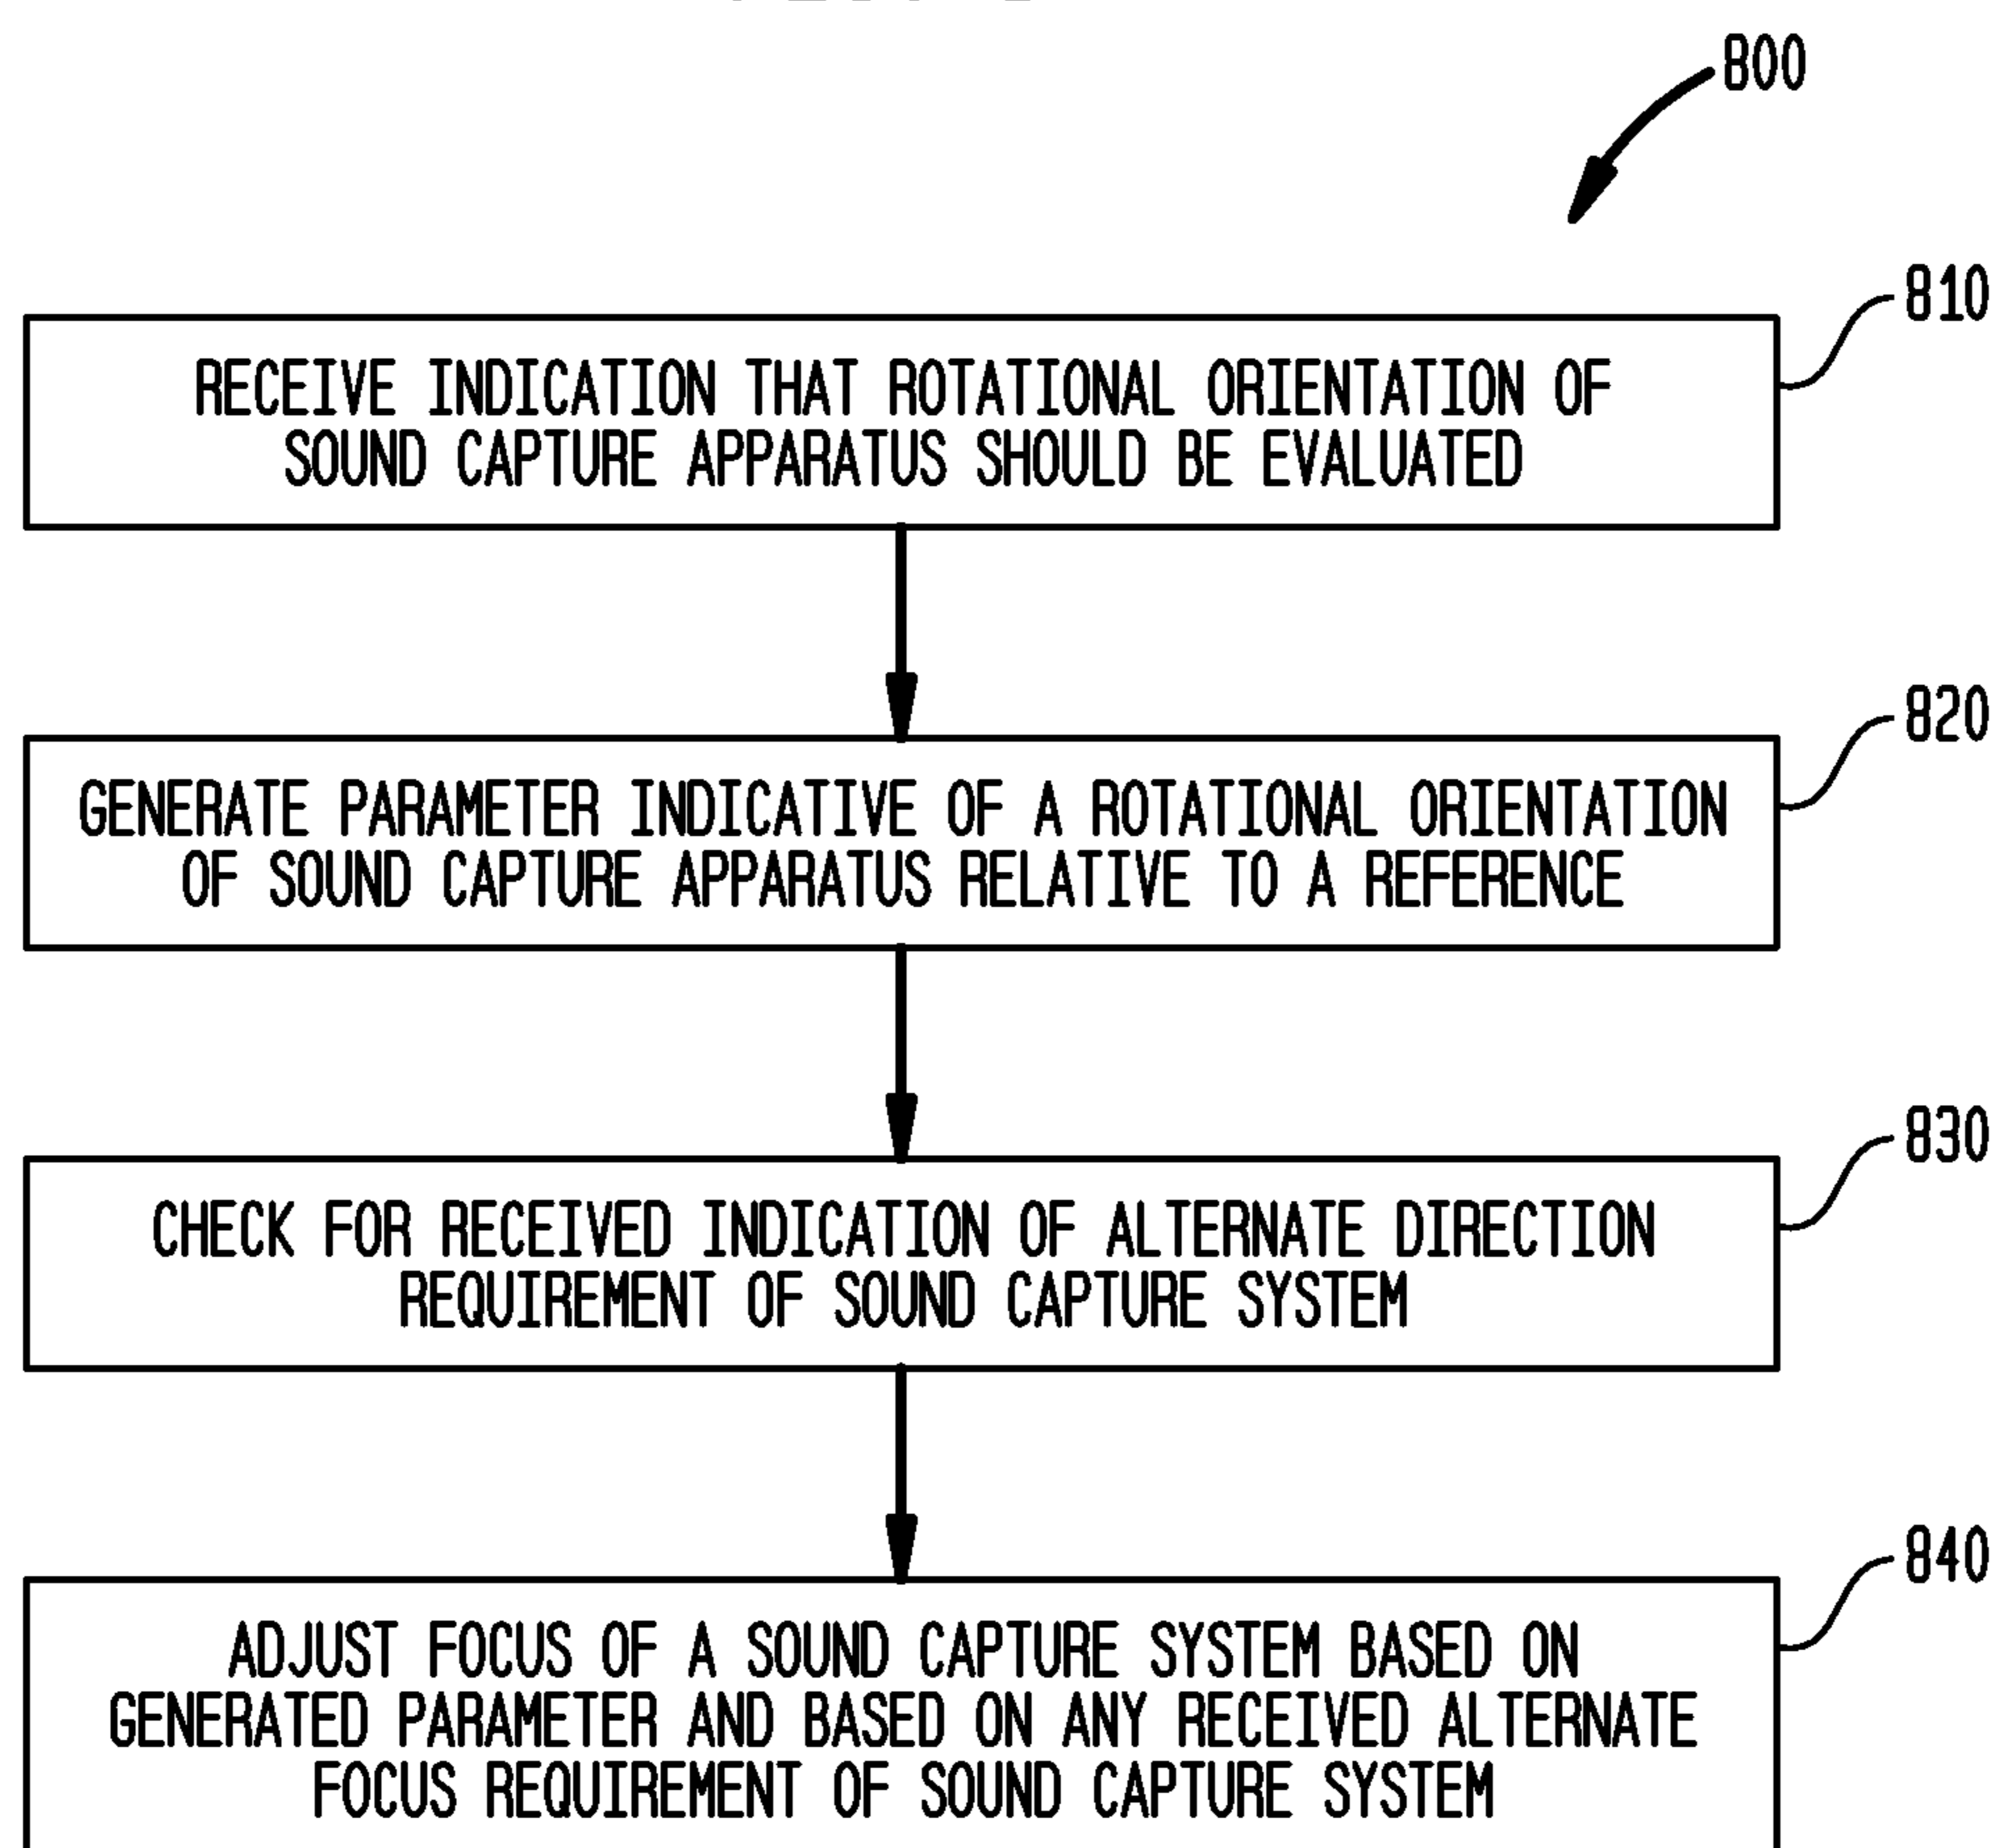 800
810
RECEIVE INDICATION THAT ROTATIONAL ORIENTATION OF
SOUND CAPTURE APPARATUS SHOULD BE EVALUATED
820
GENERATE PARAMETER INDICATIVE OF A ROTATIONAL ORIENTATION
OF SOUND CAPTURE APPARATUS RELATIVE TO A REFERENCE
830
CHECK FOR RECEIVED INDICATION OF ALTERNATE DIRECTION
REQUIREMENT OF SOUND CAPTURE SYSTEM
840
ADJUST FOCUS OF A SOUND CAPTURE SYSTEM BASED ON
GENERATED PARAMETER AND BASED ON ANY RECEIVED ALTERNATE
FOCUS REQUIREMENT OF SOUND CAPTURE SYSTEM